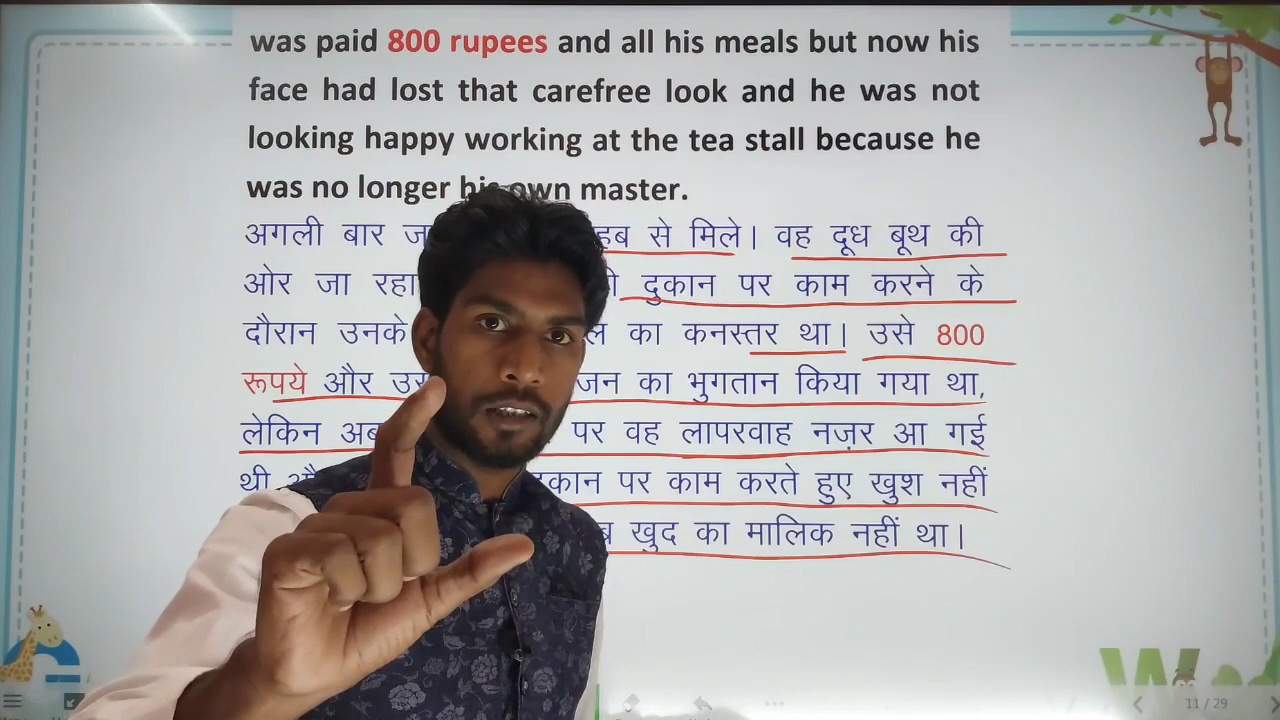 was paid 800 rupees and all his meals but now his
face had lost that carefree look and he was not
looking happy working at the tea stall because he
was no longer his own master.
अगली बार ज हब से मिले। वह दूध बूथ की
ओर जा रहा दुकान पर काम करने के
दौरान उनके ल का कनस्तर था। उसे 800
रूपये और उस जन का भुगतान किया गया था,
लेकिन अब पर वह लापरवाह नज़र आ गई
थी दुकान पर काम करते हुए खुश नहीं
ब खुद का मालिक नहीं था।
W
11 / 29